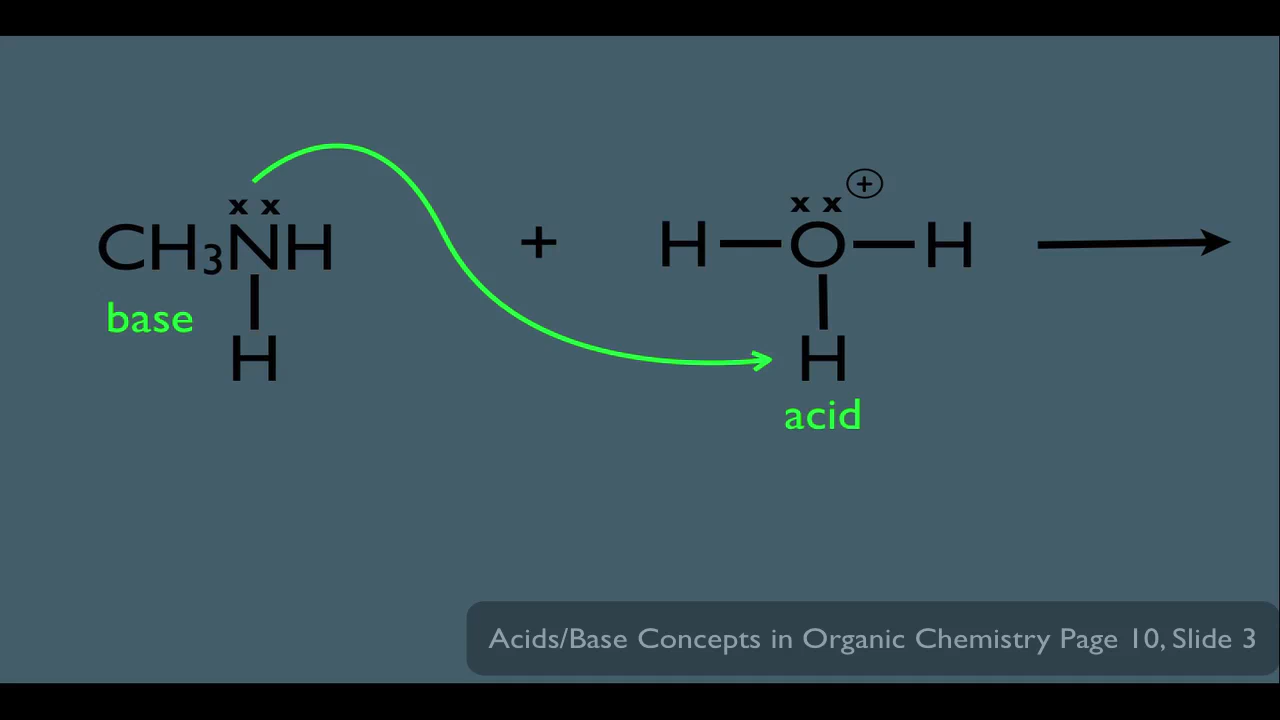 x x
CH₃NH
H
base
+
x x
+
H—O—H
H
acid
Acids/Base Concepts in Organic Chemistry Page 10, Slide 3